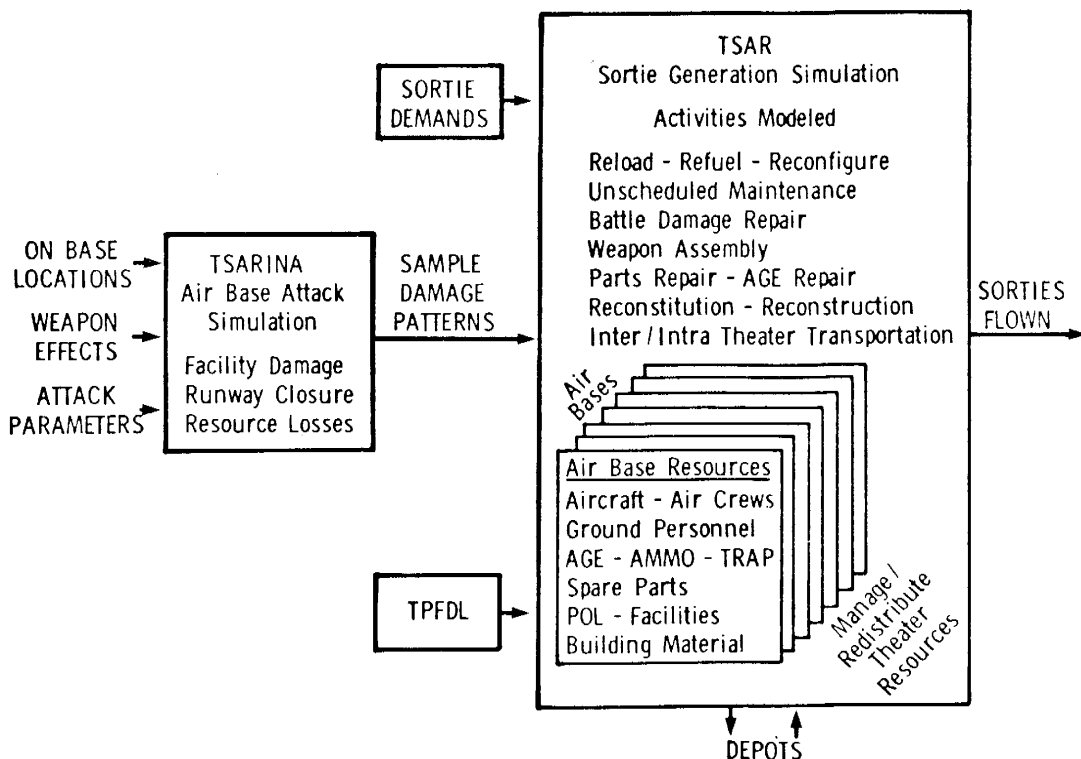 TSAR
Sortie Generation Simulation
Activities Modeled
Reload - Refuel - Reconfigure
Unscheduled Maintenance
Battle Damage Repair
Weapon Assembly
Parts Repair - AGE Repair
Reconstitution - Reconstruction
Inter / Intra Theater Transportation
SORTIE
DEMANDS
ON BASE
LOCATIONS
WEAPON
EFFECTS
ATTACK
PARAMETERS
TSARINA
Air Base Attack
Simulation
Facility Damage
Runway Closure
Resource Losses
SAMPLE
DAMAGE
PATTERNS
SORTIES
FLOWN
Air
Bases
Air Base Resources
Aircraft - Air Crews
Ground Personnel
AGE - AMMO - TRAP
Spare Parts
POL - Facilities
Building Material
Manage /
Redistribute
Theater
Resources
TPFDL
DEPOTS